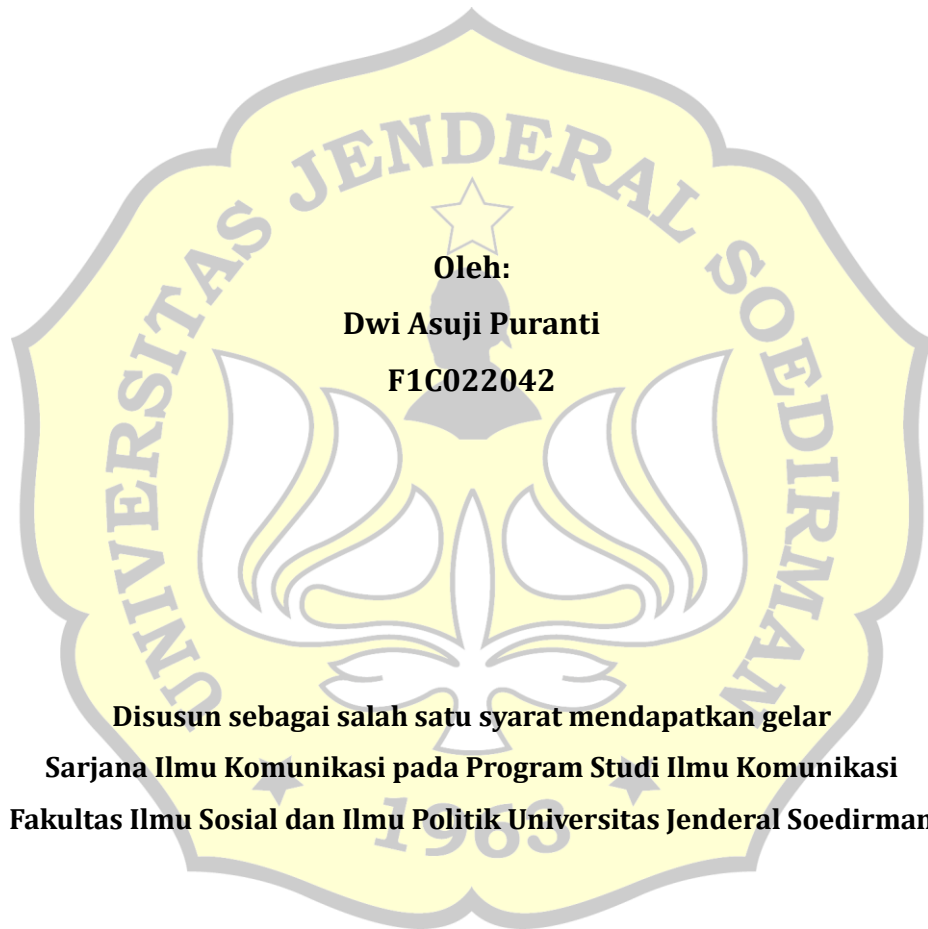 UNIVERSITAS JENDERAL SOEDIRMAN
Oleh:
Dwi Asuji Puranti
F1C022042
Disusun sebagai salah satu syarat mendapatkan gelar
Sarjana Ilmu Komunikasi pada Program Studi Ilmu Komunikasi
Fakultas Ilmu Sosial dan Ilmu Politik Universitas Jenderal Soedirman
1963